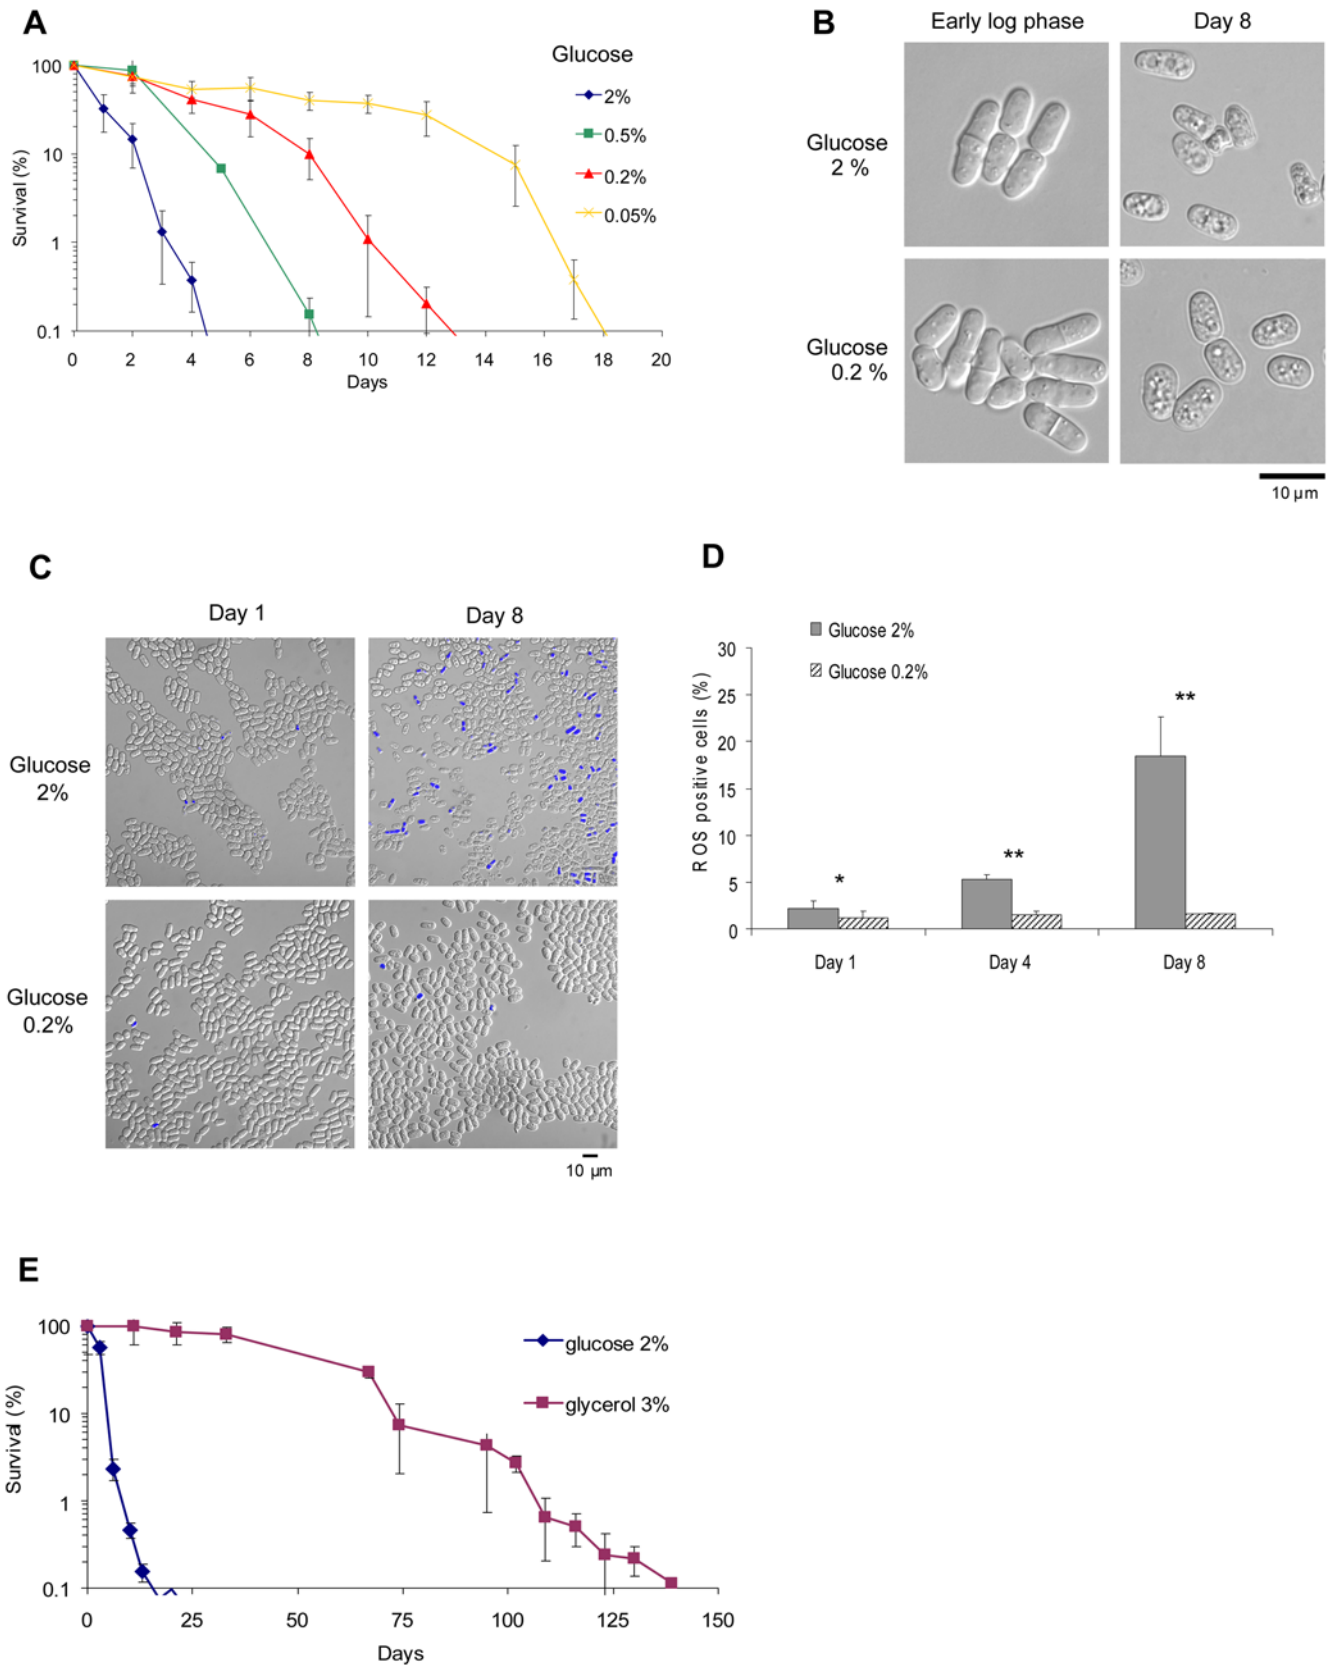 A
Glucose
2%
0.5%
0.2%
0.05%
Survival (%)
100
10
1
0.1
0 2 4 6 8 10 12 14 16 18 20
Days
B
Early log phase Day 8
Glucose
2 %
Glucose
0.2 %
10 µm
C
Day 1 Day 8
Glucose
2%
Glucose
0.2%
10 µm
D
Glucose 2%
Glucose 0.2%
ROS positive cells (%)
30
25
20
15
10
5
0
*
**
**
Day 1 Day 4 Day 8
E
glucose 2%
glycerol 3%
Survival (%)
100
10
1
0.1
0 25 50 75 100 125 150
Days